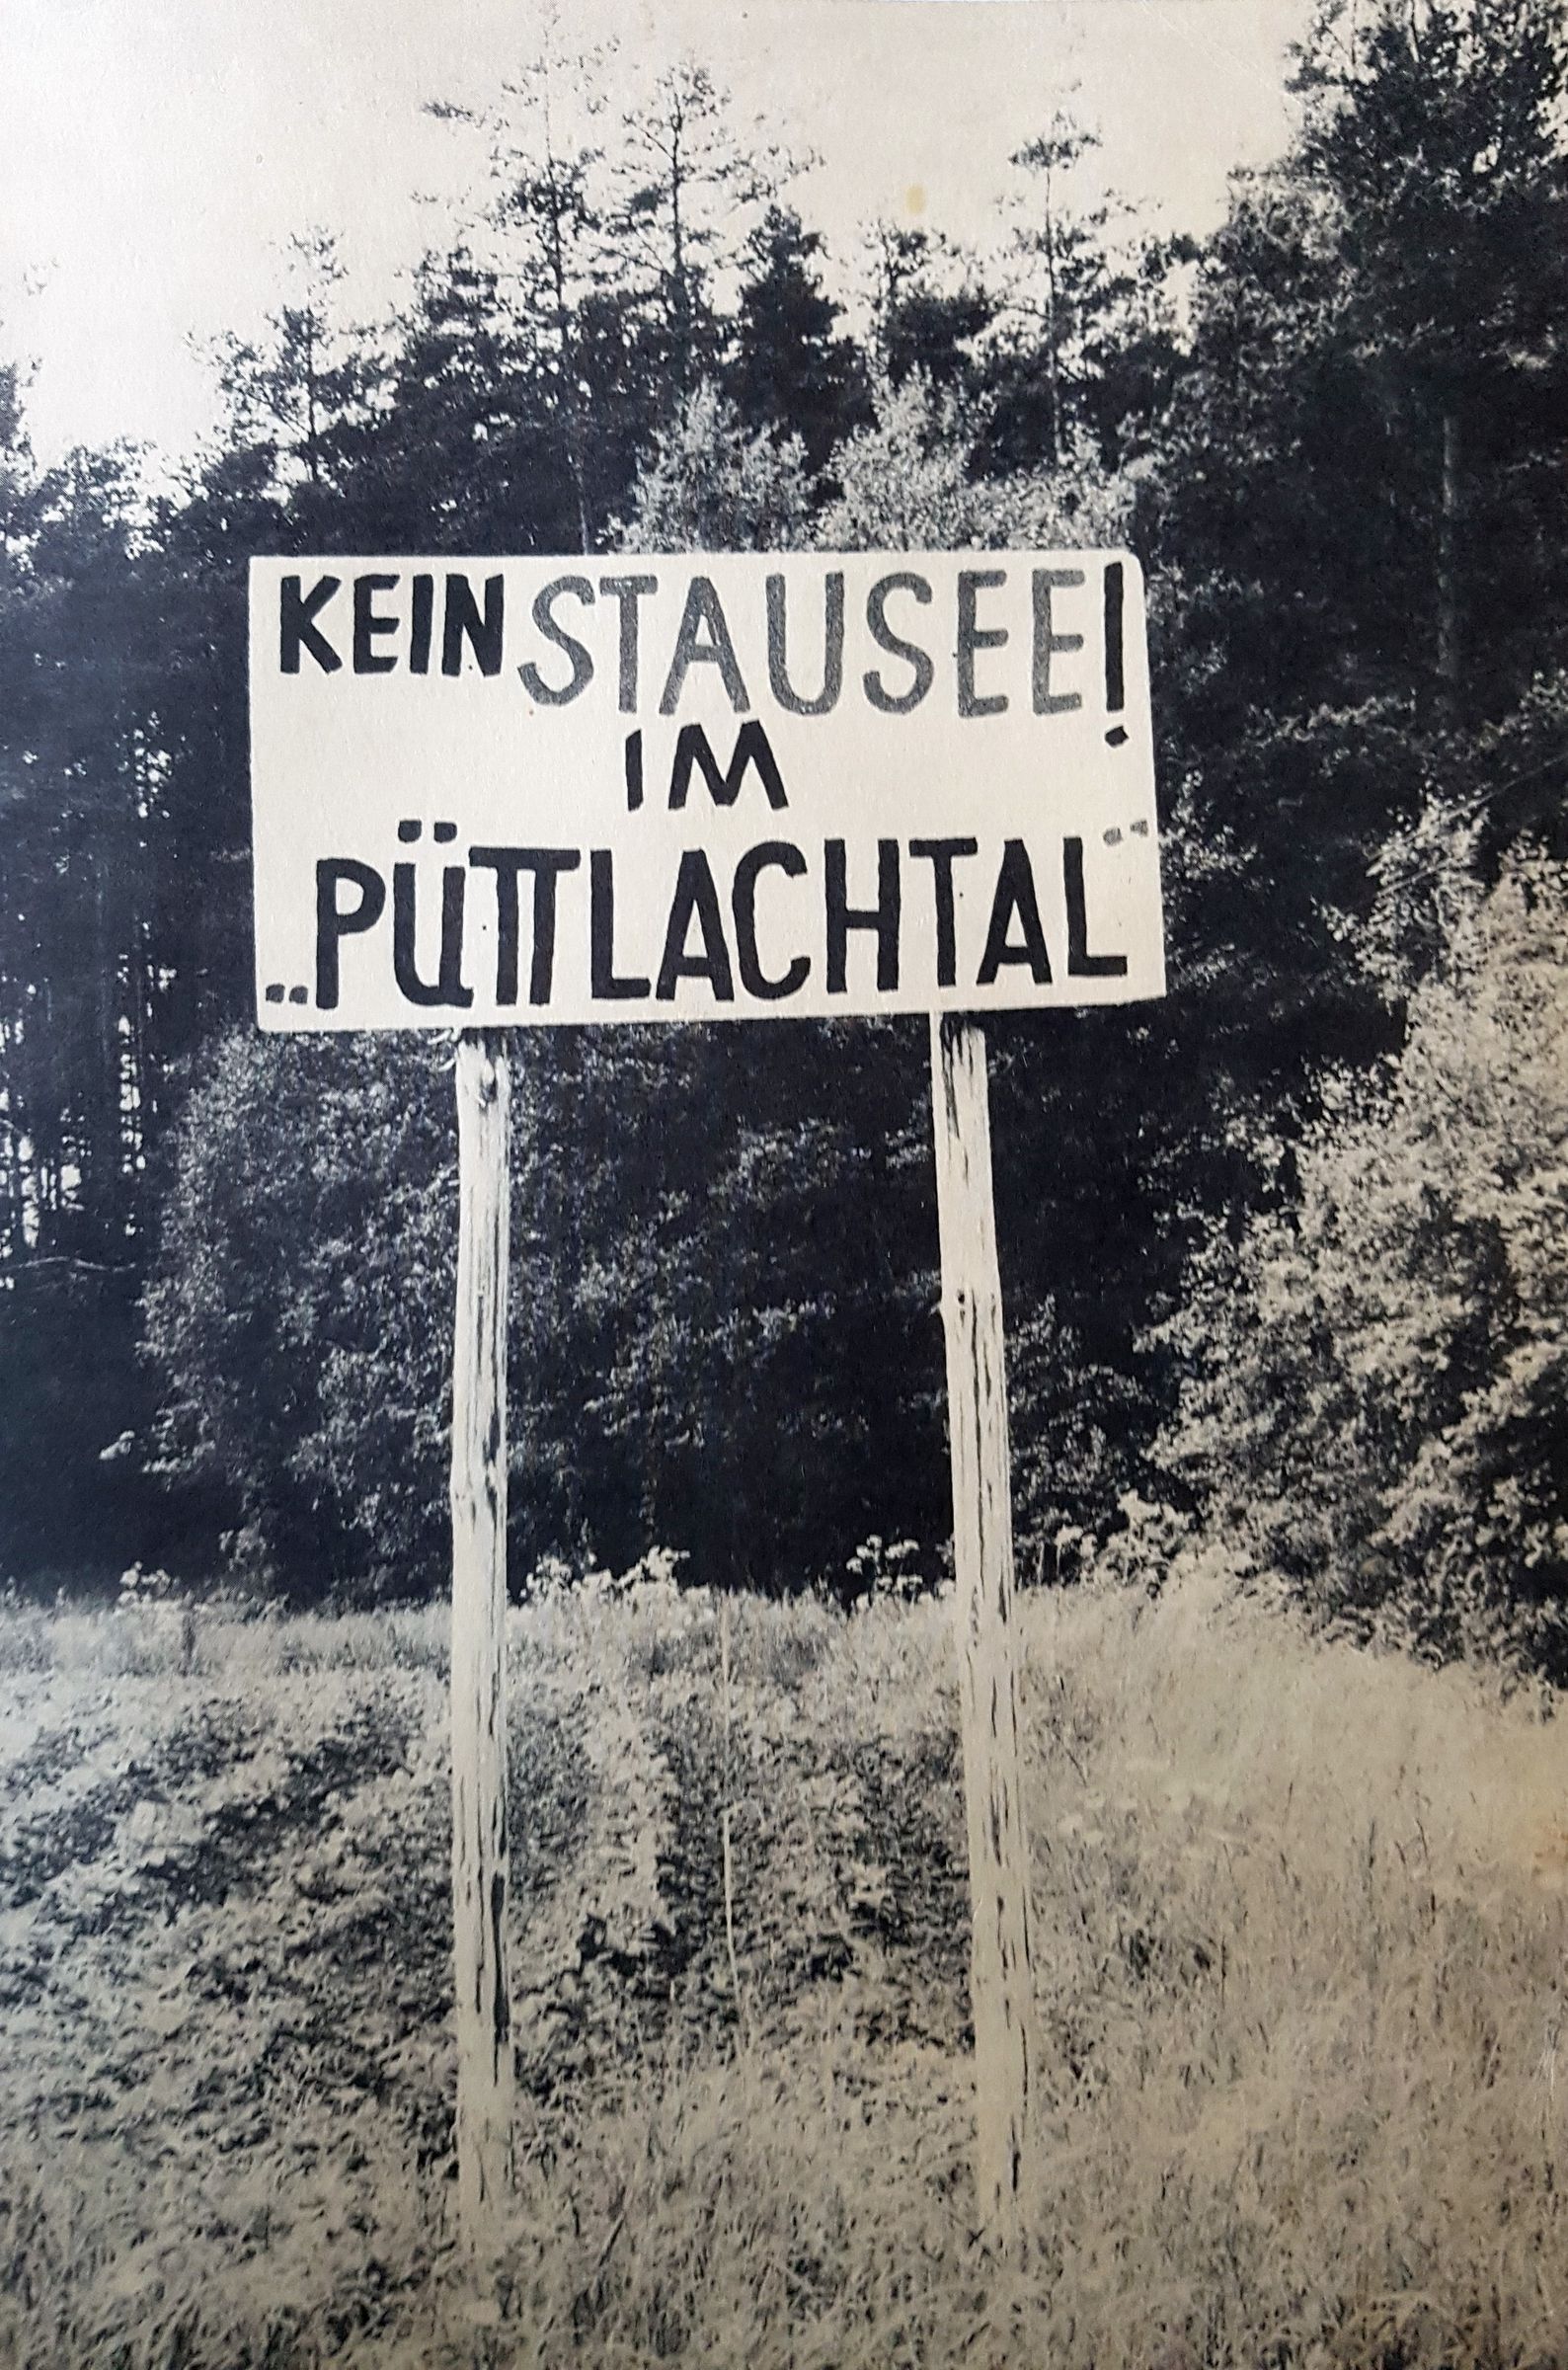 KEIN STAUSEE!
IM
„PÜTTLACHTAL“